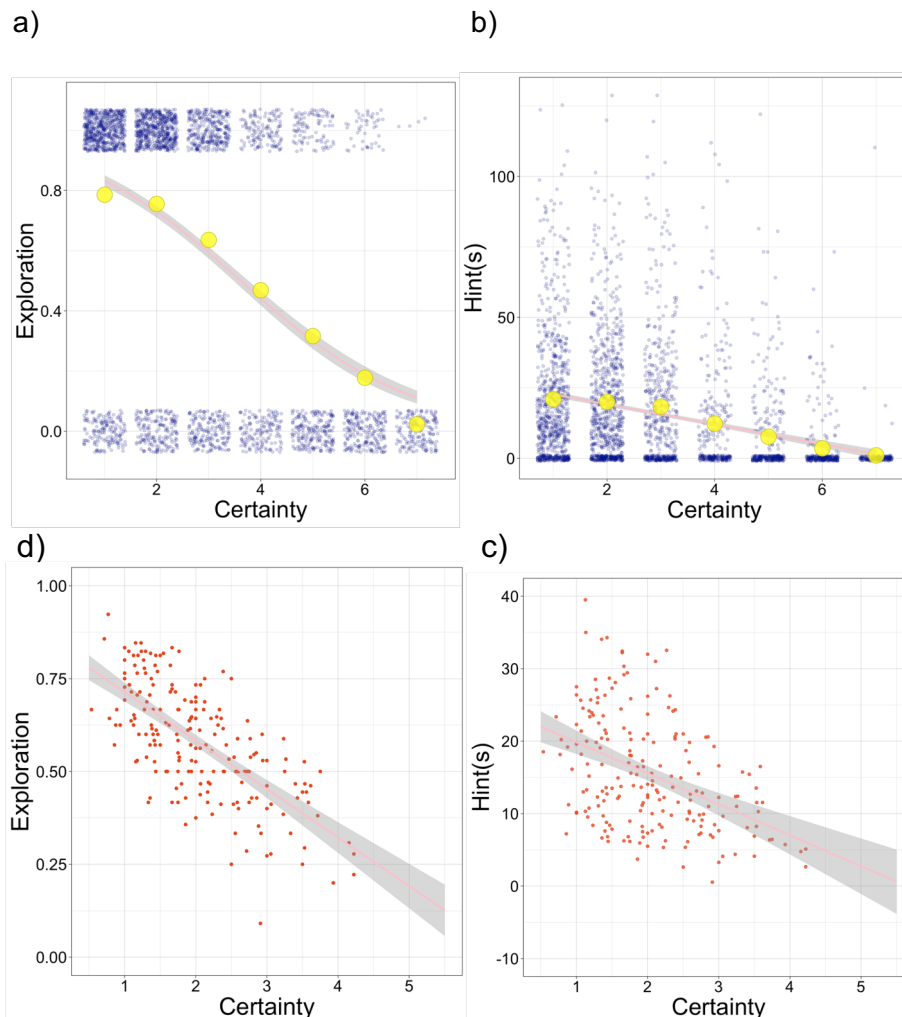 a)
0.8
0.4
0.0
Exploration
2 4 6
Certainty
b)
100
50
0
Hint(s)
2 4 6
Certainty
d)
1.00
0.75
0.50
0.25
0.00
Exploration
1 2 3 4 5
Certainty
c)
40
30
20
10
0
-10
Hint(s)
1 2 3 4 5
Certainty